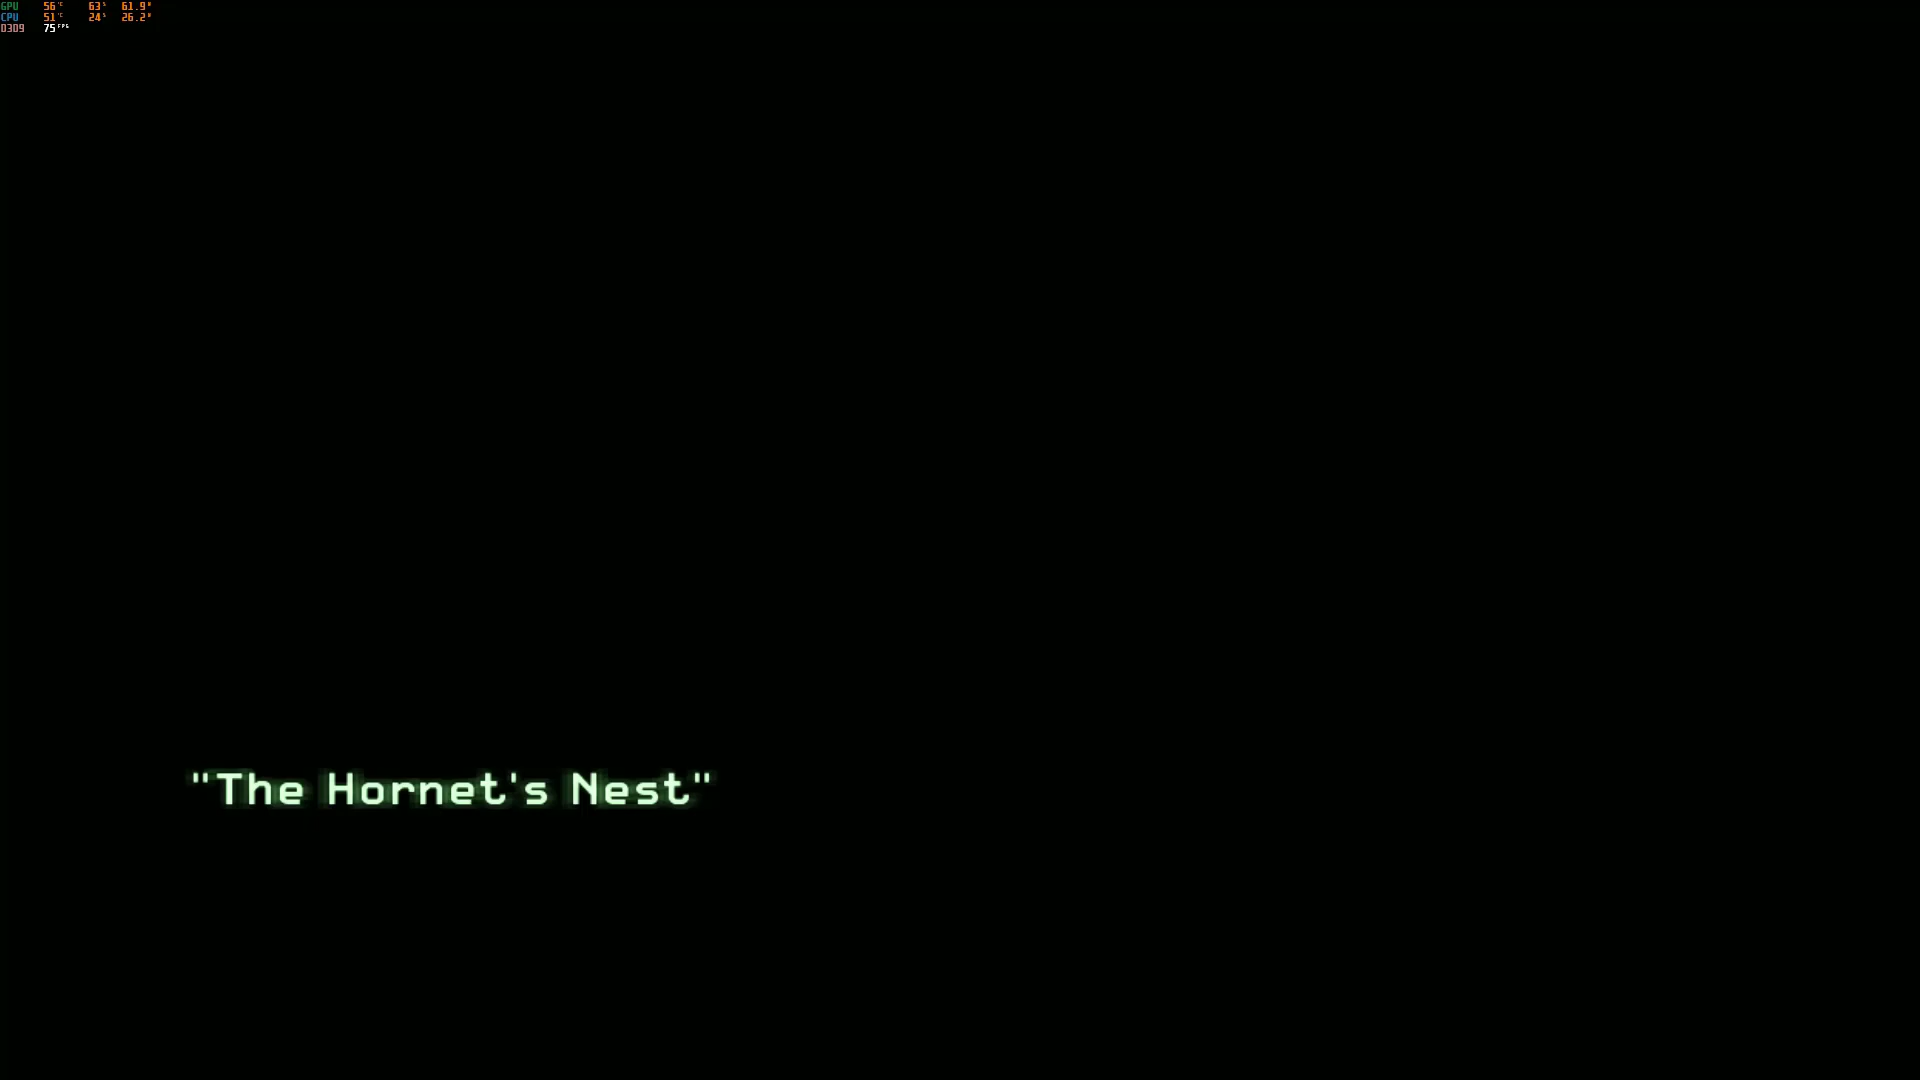 GPU 56°C 63% 61.9W
CPU 51°C 24% 26.2W
D3D9 75 FPS
"The Hornet's Nest"